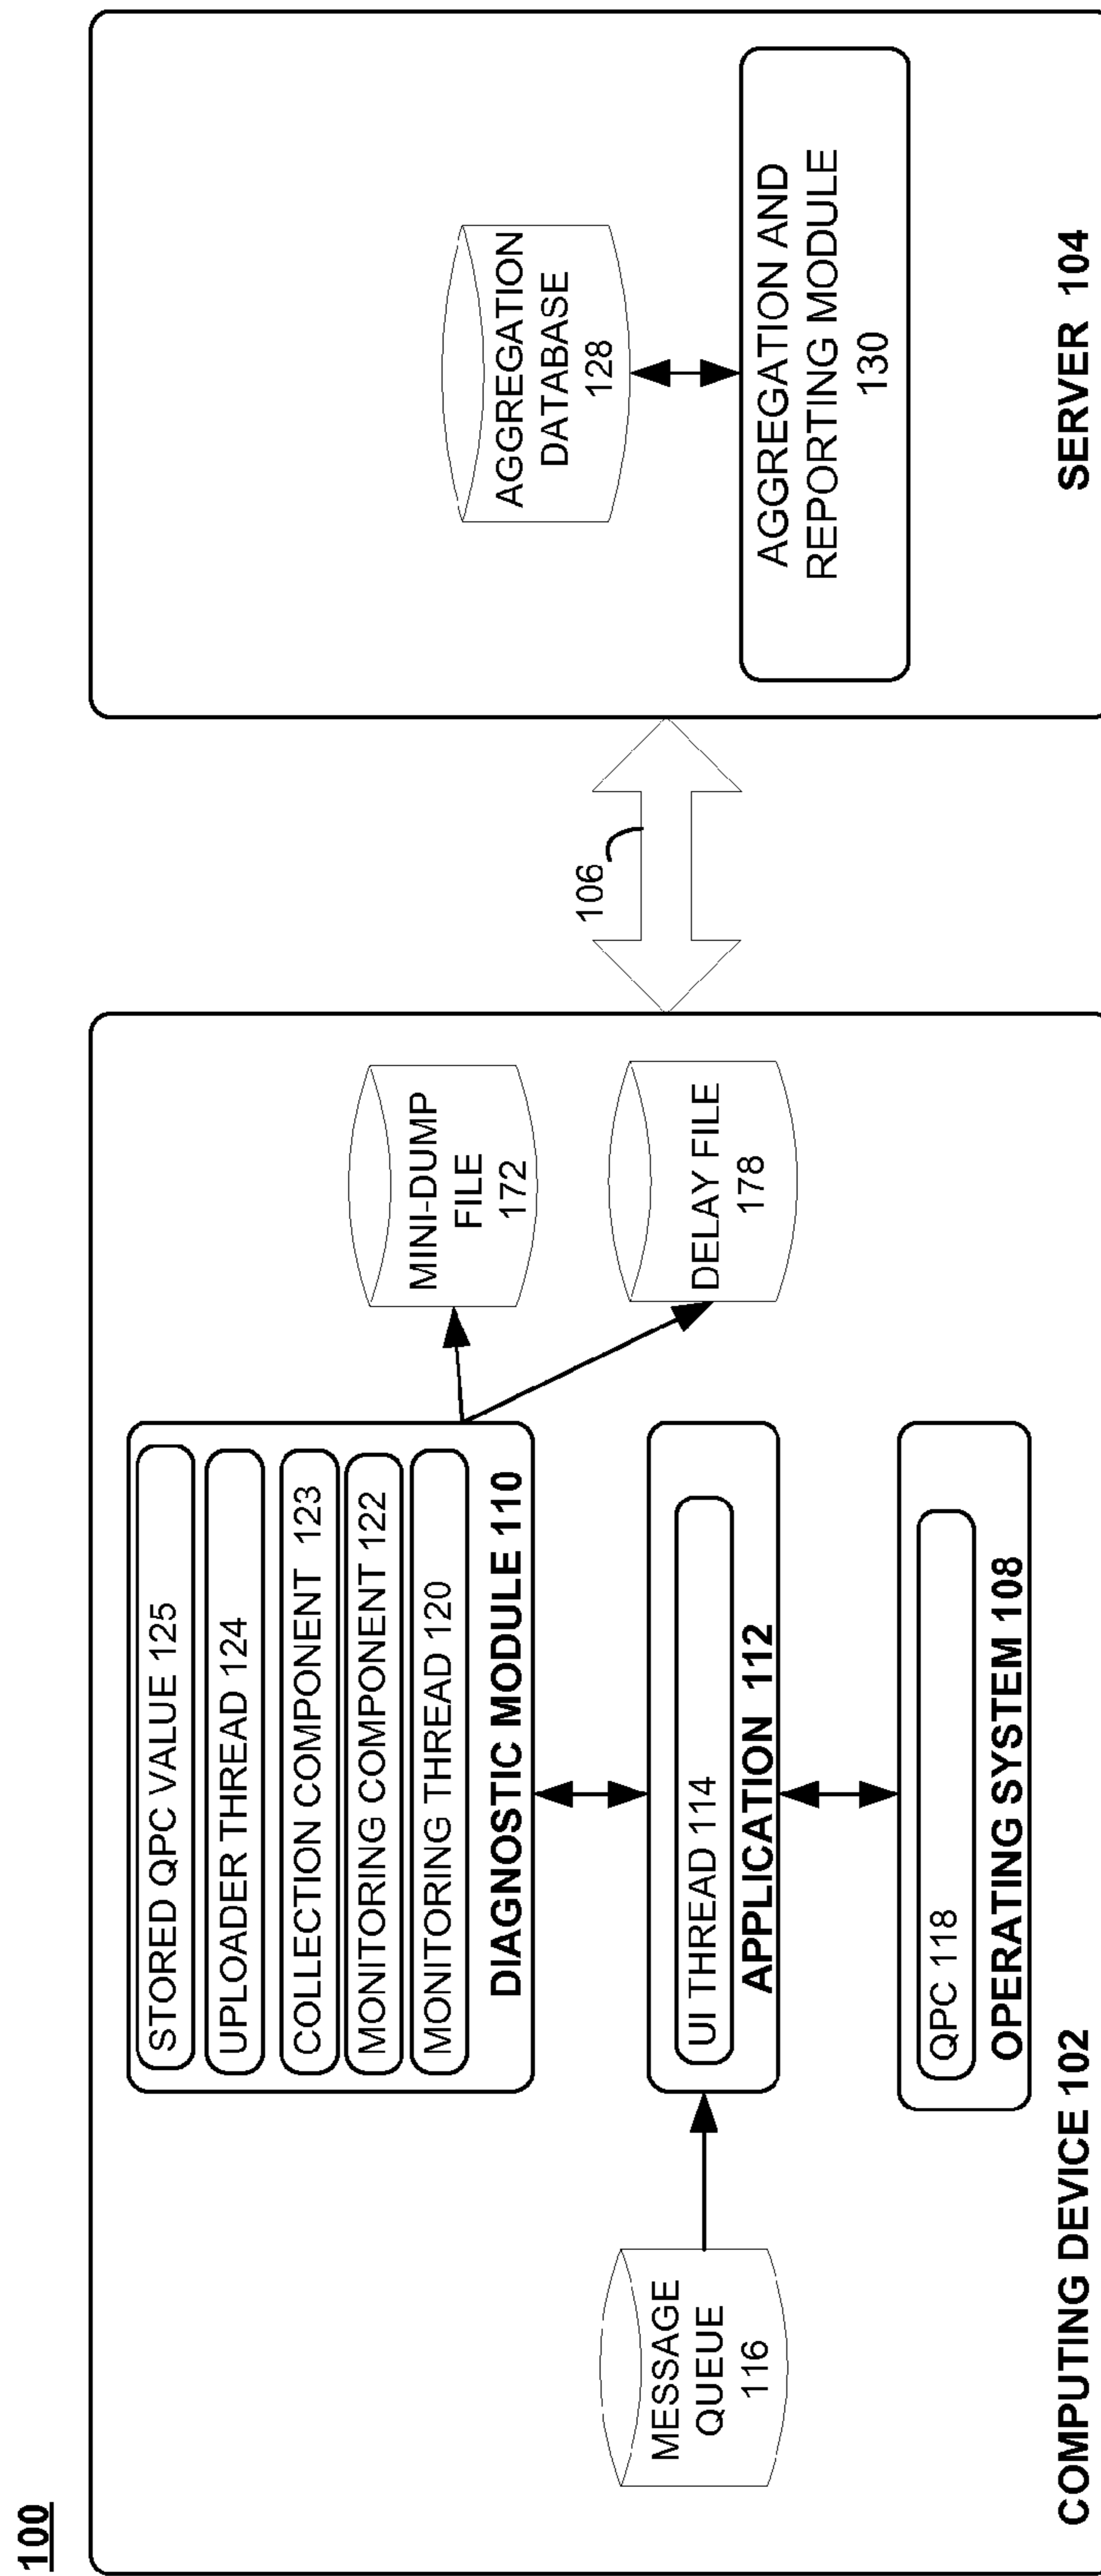 100
STORED QPC VALUE 125
UPLOADER THREAD 124
COLLECTION COMPONENT 123
MONITORING COMPONENT 122
MONITORING THREAD 120
DIAGNOSTIC MODULE 110
MINI-DUMP
FILE
172
DELAY FILE
178
MESSAGE
QUEUE
116
UI THREAD 114
APPLICATION 112
QPC 118
OPERATING SYSTEM 108
COMPUTING DEVICE 102
106
AGGREGATION
DATABASE
128
AGGREGATION AND
REPORTING MODULE
130
SERVER 104